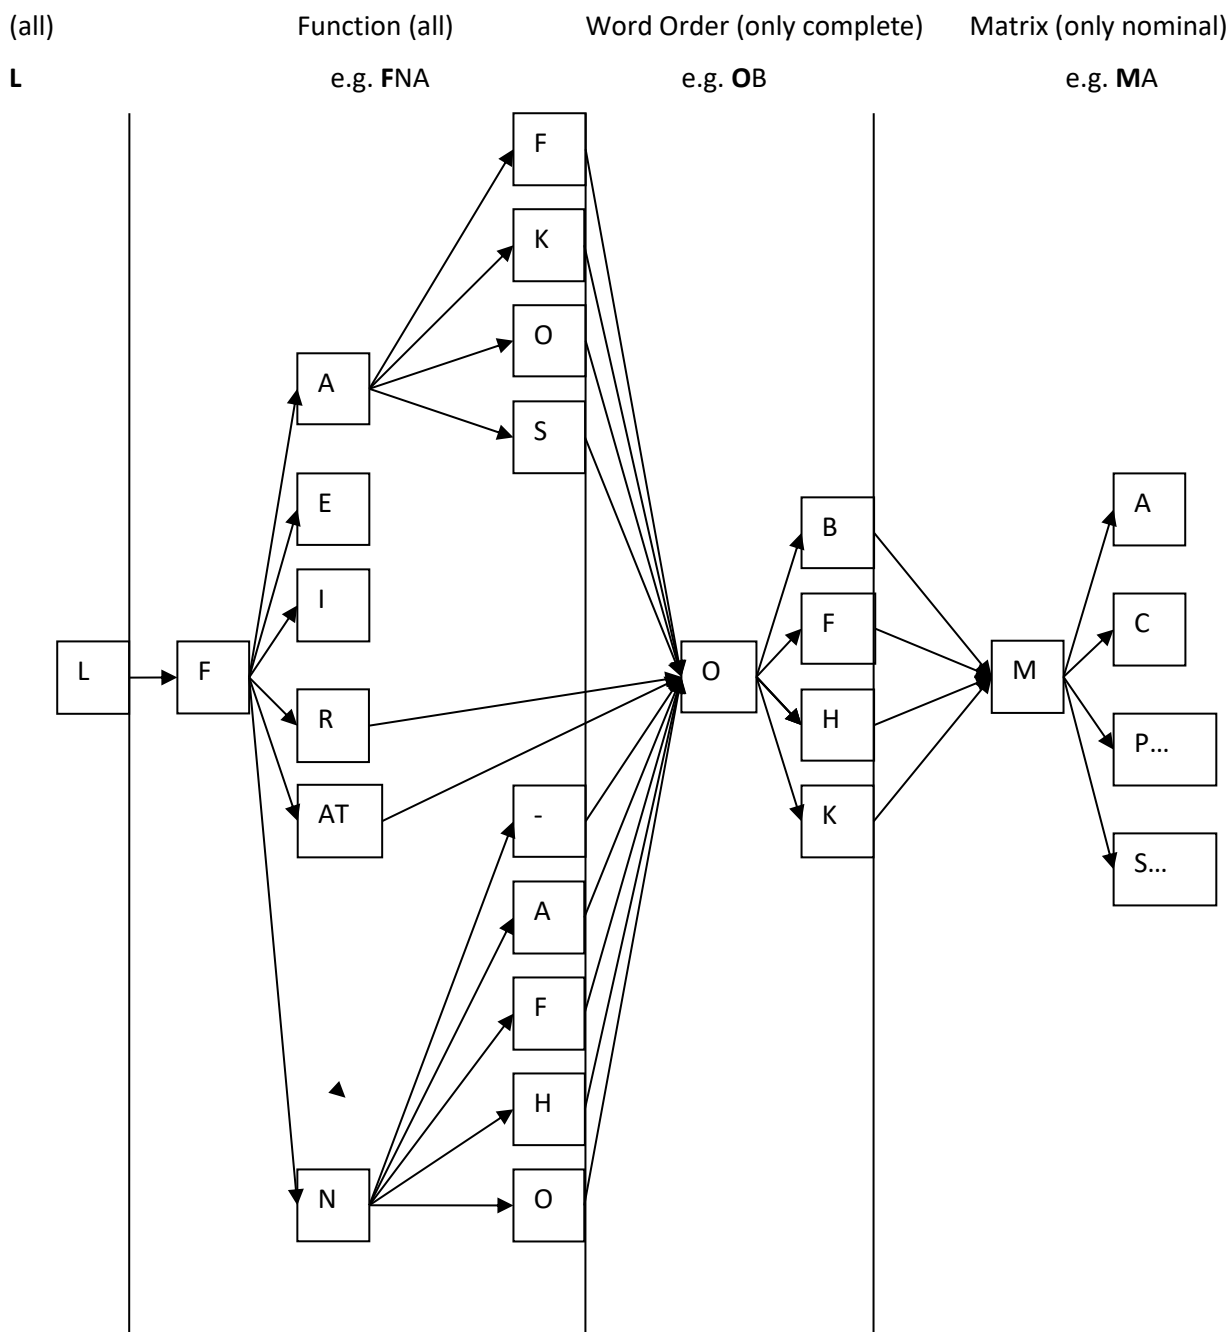 (all) Function (all) Word Order (only complete) Matrix (only nominal)
L e.g. FNA e.g. OB e.g. MA
F
K
O
A
S
E
A
B
I
F
C
L
F
O
M
R
H
P...
AT
-
K
S...
A
F
H
N
O